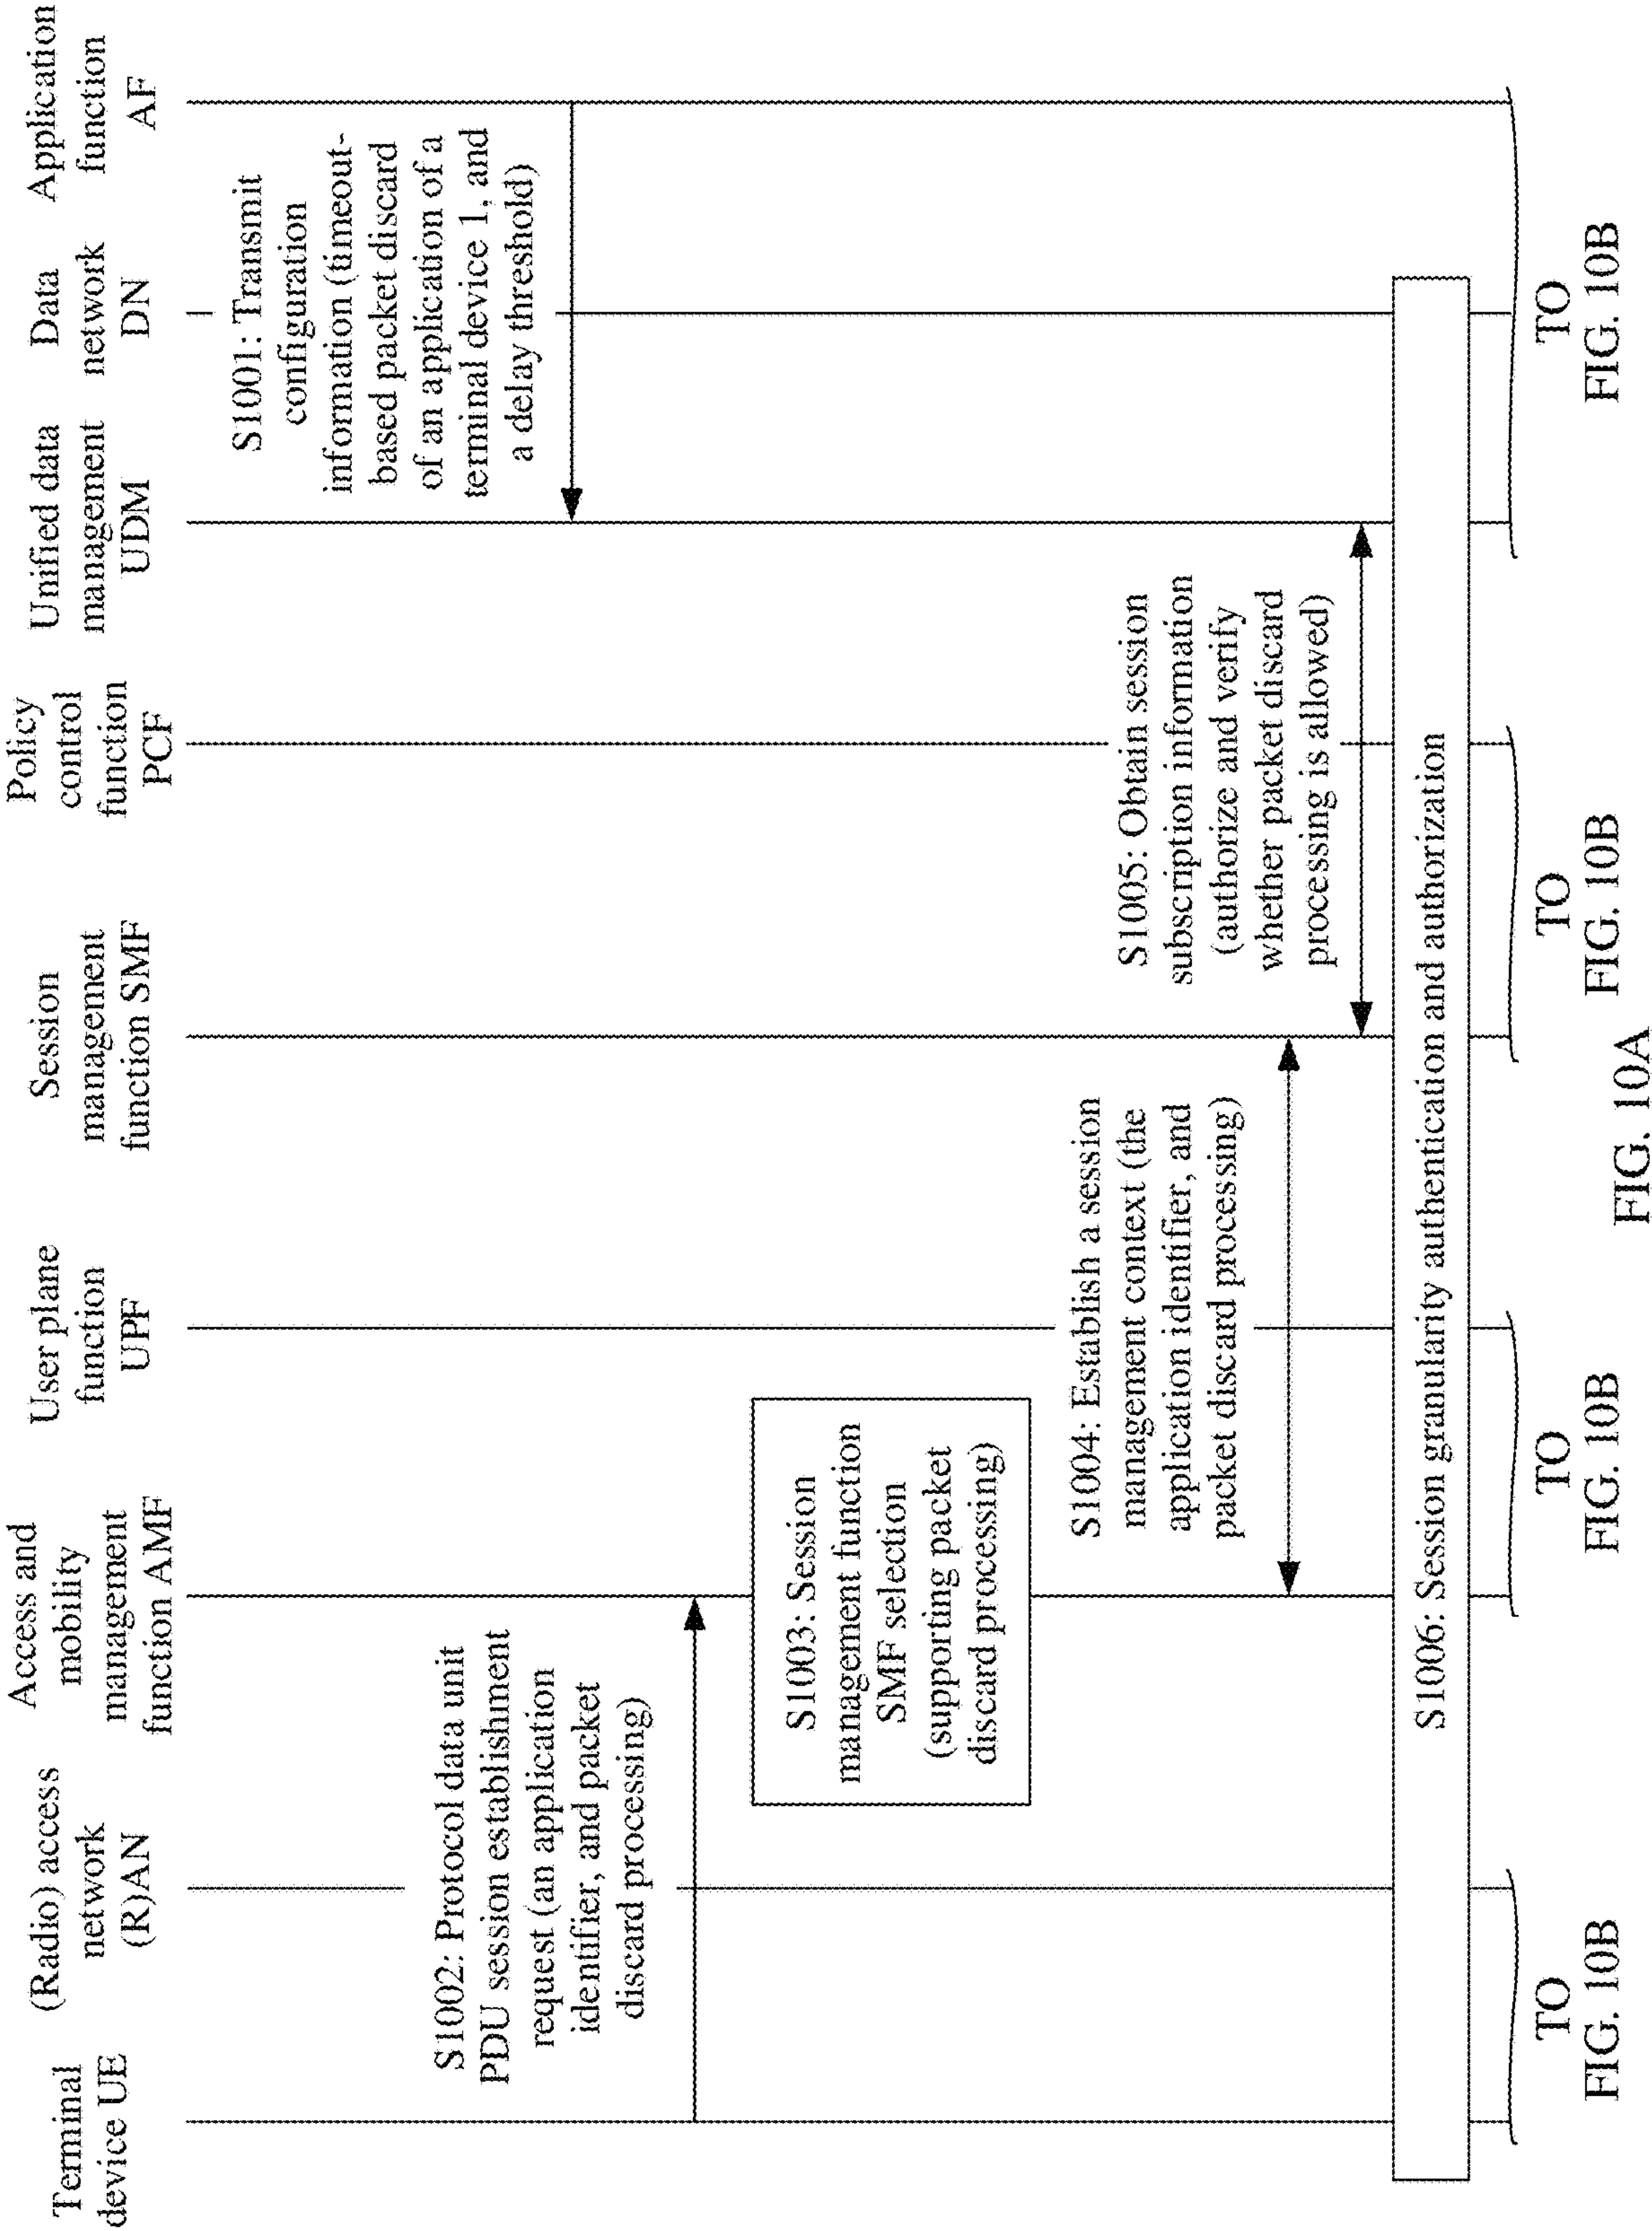 Terminal
device UE
(Radio) access
network
(R)AN
Access and
mobility
management
function AMF
User plane
function
UPF
Session
management
function SMF
Policy
control
function
PCF
Unified data
management
UDM
Data
network
DN
Application
function
AF
S1001: Transmit
configuration
information (timeout-
based packet discard
of an application of a
terminal device 1, and
a delay threshold)
S1002: Protocol data unit
PDU session establishment
request (an application
identifier, and packet
discard processing)
S1003: Session
management function
SMF selection
(supporting packet
discard processing)
S1004: Establish a session
management context (the
application identifier, and
packet discard processing)
S1005: Obtain session
subscription information
(authorize and verify
whether packet discard
processing is allowed)
S1006: Session granularity authentication and authorization
TO
FIG. 10B
TO
FIG. 10B
TO
FIG. 10B
TO
FIG. 10B
FIG. 10A